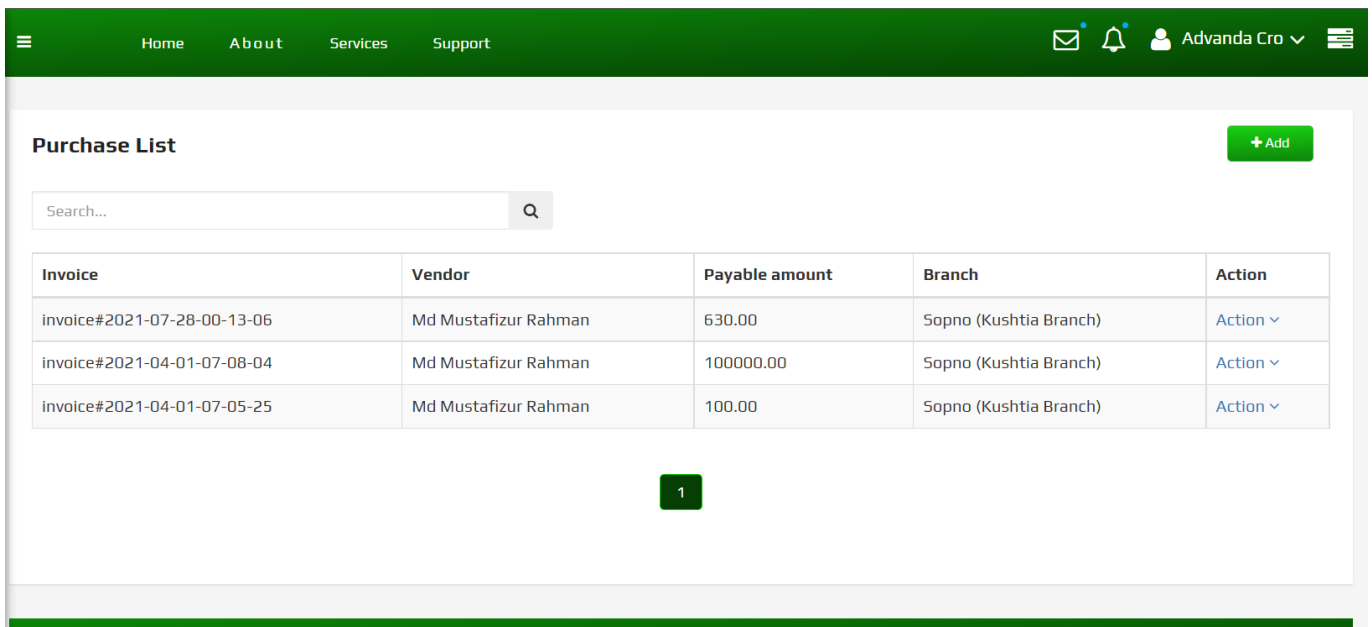 Home About Services Support Advanda Cro
Purchase List
+ Add
Search...
Invoice Vendor Payable amount Branch Action
invoice#2021-07-28-00-13-06 Md Mustafizur Rahman 630.00 Sopno (Kushtia Branch) Action
invoice#2021-04-01-07-08-04 Md Mustafizur Rahman 100000.00 Sopno (Kushtia Branch) Action
invoice#2021-04-01-07-05-25 Md Mustafizur Rahman 100.00 Sopno (Kushtia Branch) Action
1